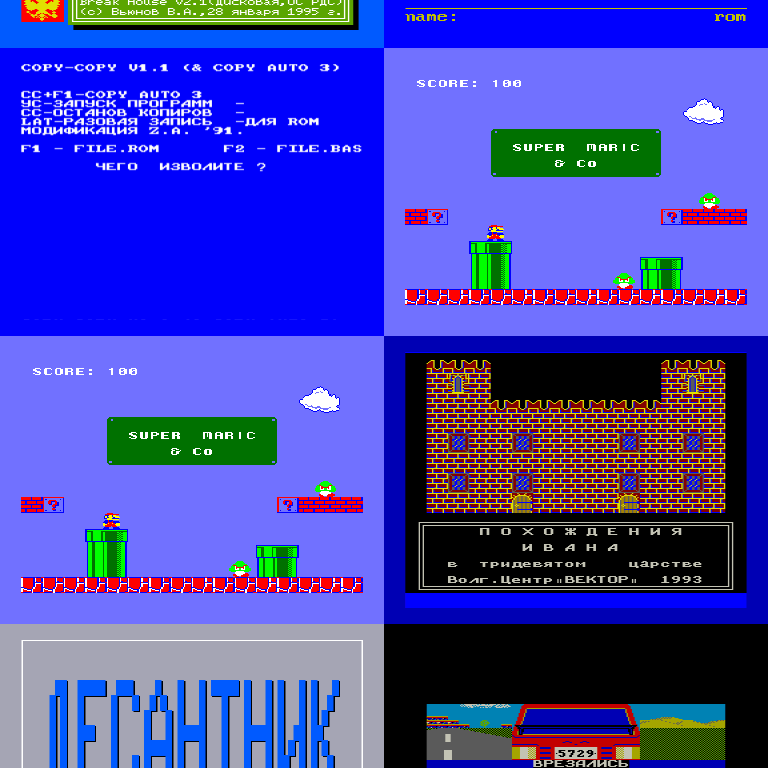 Break House v2.1(дисковая,ОС РДС)
(с) Вьюнов В.А.,28 января 1995 г.
name: rom
COPY-COPY V1.1 (& COPY AUTO 3)
СС+F1-COPY AUTO 3
УС-ЗАПУСК ПРОГРАММ -
СС-ОСТАНОВ КОПИРОВ -
LAT-РАЗОВАЯ ЗАПИСЬ -ДЛЯ ROM
МОДИФИКАЦИЯ Z.A. '91.
F1 - FILE.ROM F2 - FILE.BAS
ЧЕГО ИЗВОЛИТЕ ?
SCORE: 100
SUPER MARIC
& Co
?
?
SCORE: 100
SUPER MARIC
& Co
?
?
ПОХОЖДЕНИЯ
ИВАНА
в тридевятом царстве
Волг.Центр"ВЕКТОР" 1993
ДЕСАНТНИК
5729
ВРЕЗАЛИСЬ